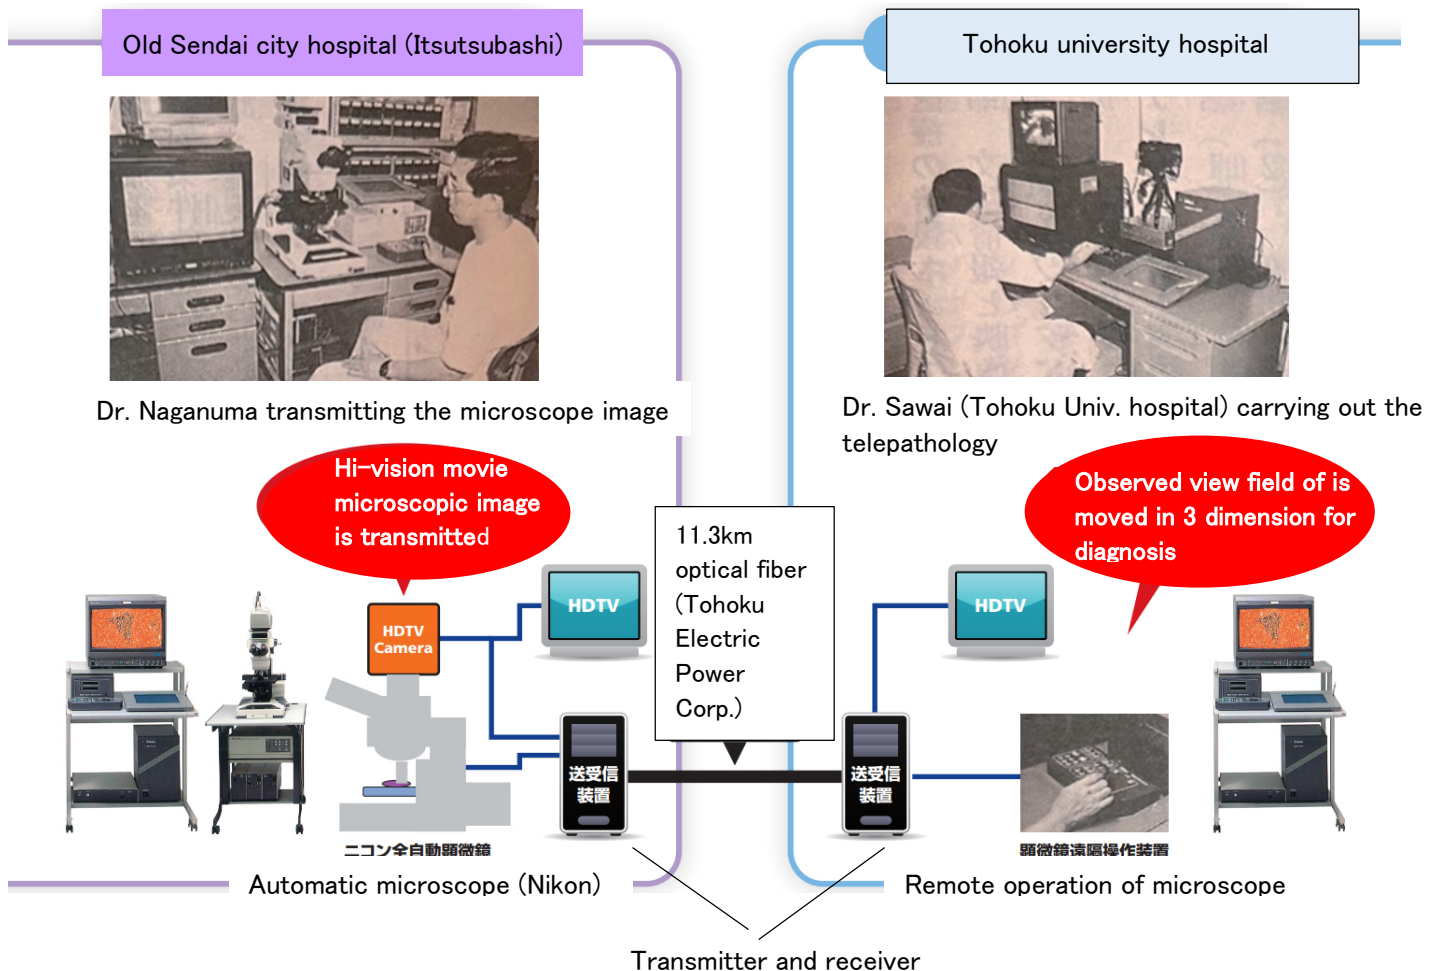 Old Sendai city hospital (Itsutsubashi)
Tohoku university hospital
Dr. Naganuma transmitting the microscope image
Dr. Sawai (Tohoku Univ. hospital) carrying out the
telepathology
Hi-vision movie
microscopic image
is transmitted
Observed view field of is
moved in 3 dimension for
diagnosis
11.3km
optical fiber
(Tohoku
Electric
Power
Corp.)
HDTV
Camera
HDTV
HDTV
送受信
装置
送受信
装置
ニコン全自動顕微鏡
顕微鏡遠隔操作装置
Automatic microscope (Nikon)
Remote operation of microscope
Transmitter and receiver